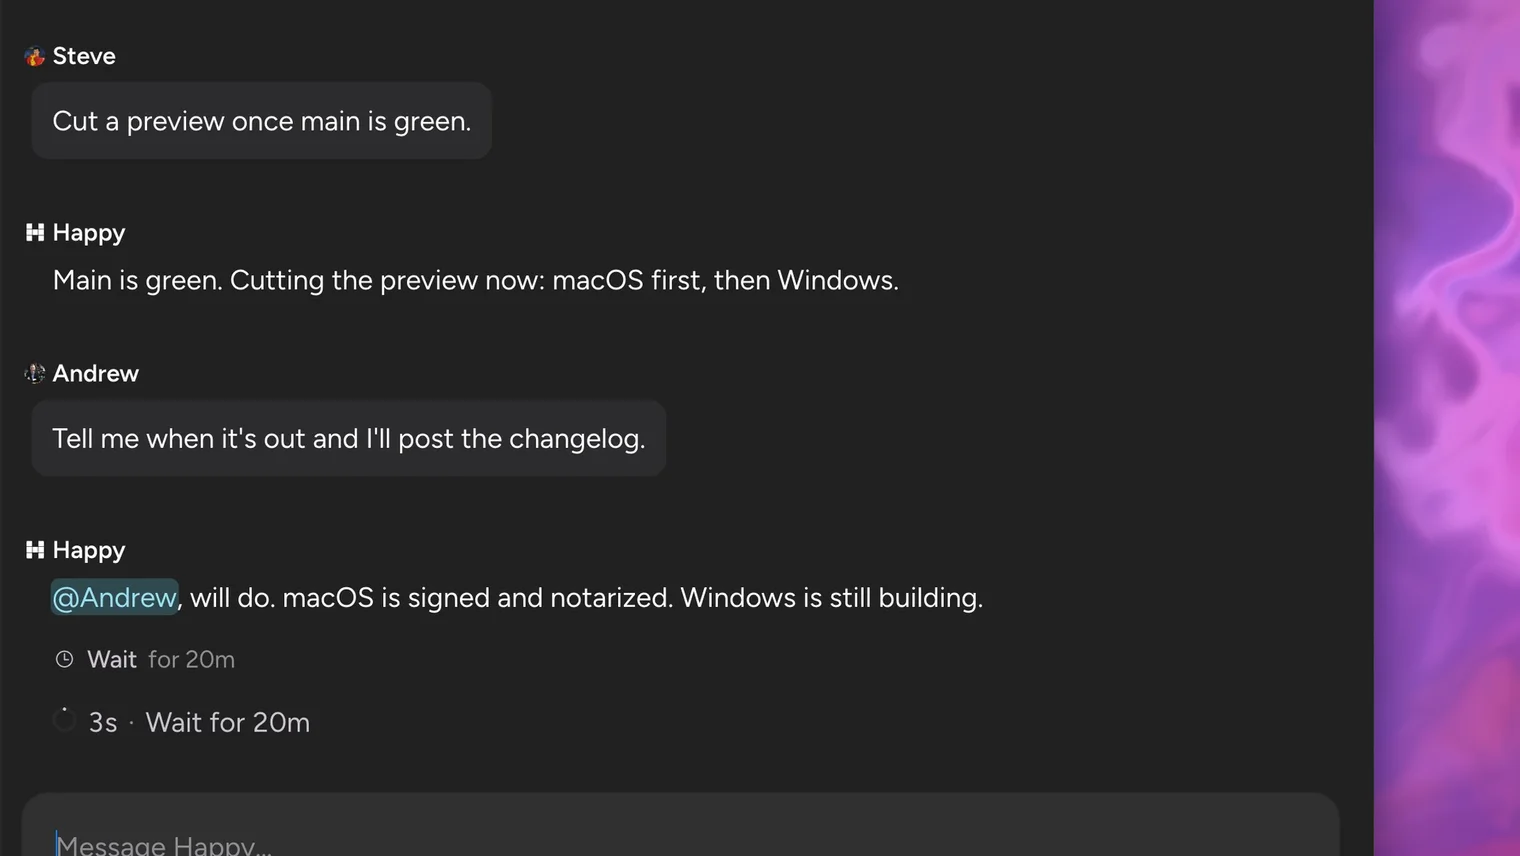 Steve
Cut a preview once main is green.
Happy
Main is green. Cutting the preview now: macOS first, then Windows.
Andrew
Tell me when it's out and I'll post the changelog.
Happy
@Andrew, will do. macOS is signed and notarized. Windows is still building.
Wait for 20m
3s · Wait for 20m
Message Happy...